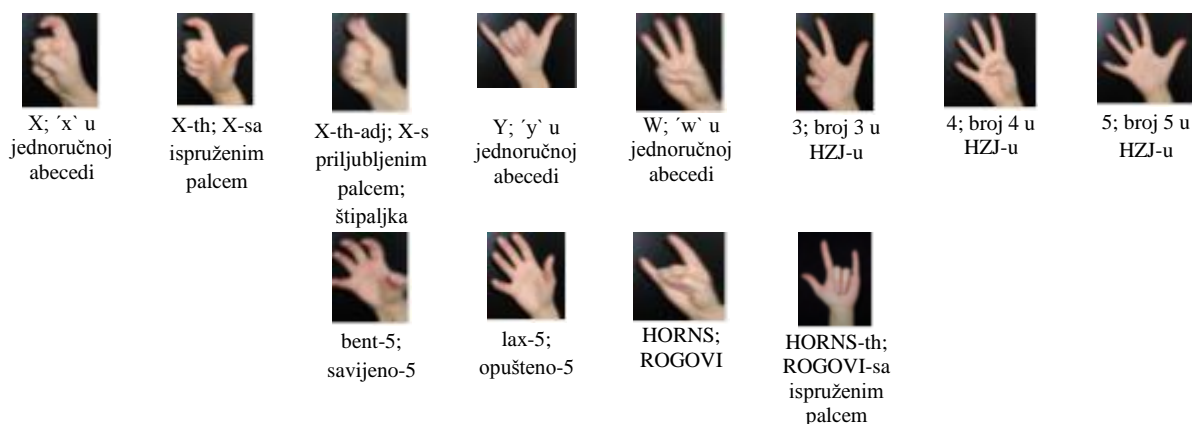 X; ´x` u
jednoručnoj
abecedi
X-th; X-sa
ispruženim
palcem
X-th-adj; X-s
priljubljenim
palcem;
štipaljka
Y; ´y` u
jednoručnoj
abecedi
W; ´w` u
jednoručnoj
abecedi
3; broj 3 u
HZJ-u
4; broj 4 u
HZJ-u
5; broj 5 u
HZJ-u
bent-5;
savijeno-5
lax-5;
opušteno-5
HORNS;
ROGOVI
HORNS-th;
ROGOVI-sa
ispruženim
palcem